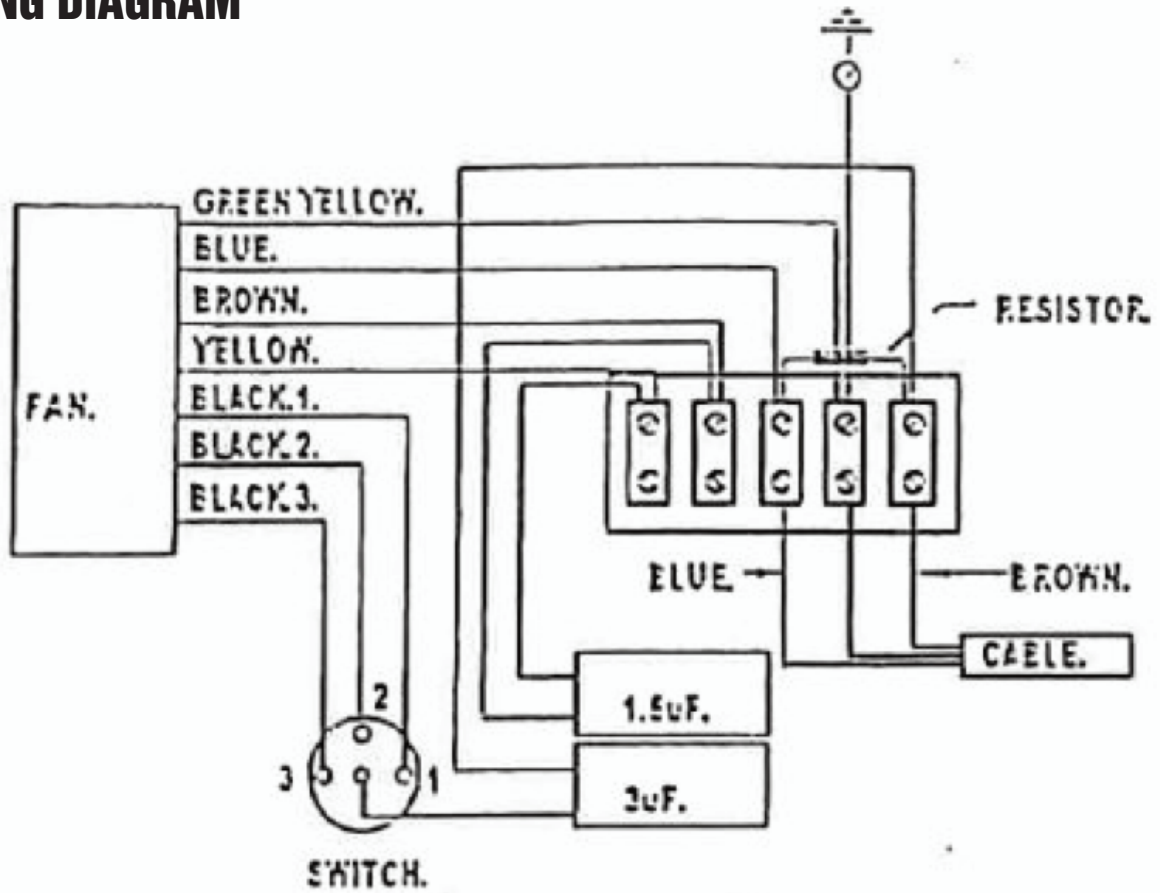 NG DIAGRAM
GREEN YELLOW.
BLUE.
BROWN.
YELLOW.
BLACK.1.
BLACK.2.
BLACK.3.
FAN.
RESISTOR.
BLUE
BROWN.
CABLE.
1.5uF.
2
3
1
SWITCH.